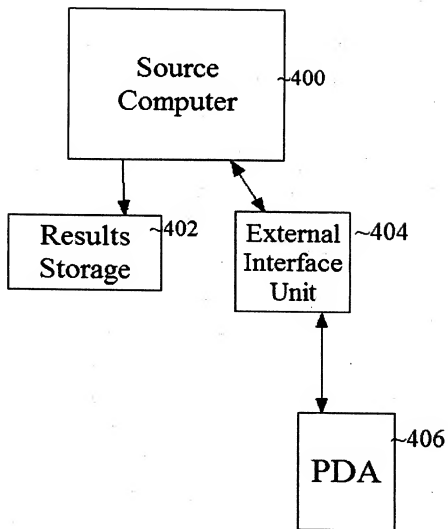 Source
Computer
~400
Results
Storage
~402
External
Interface
Unit
~404
PDA
~406